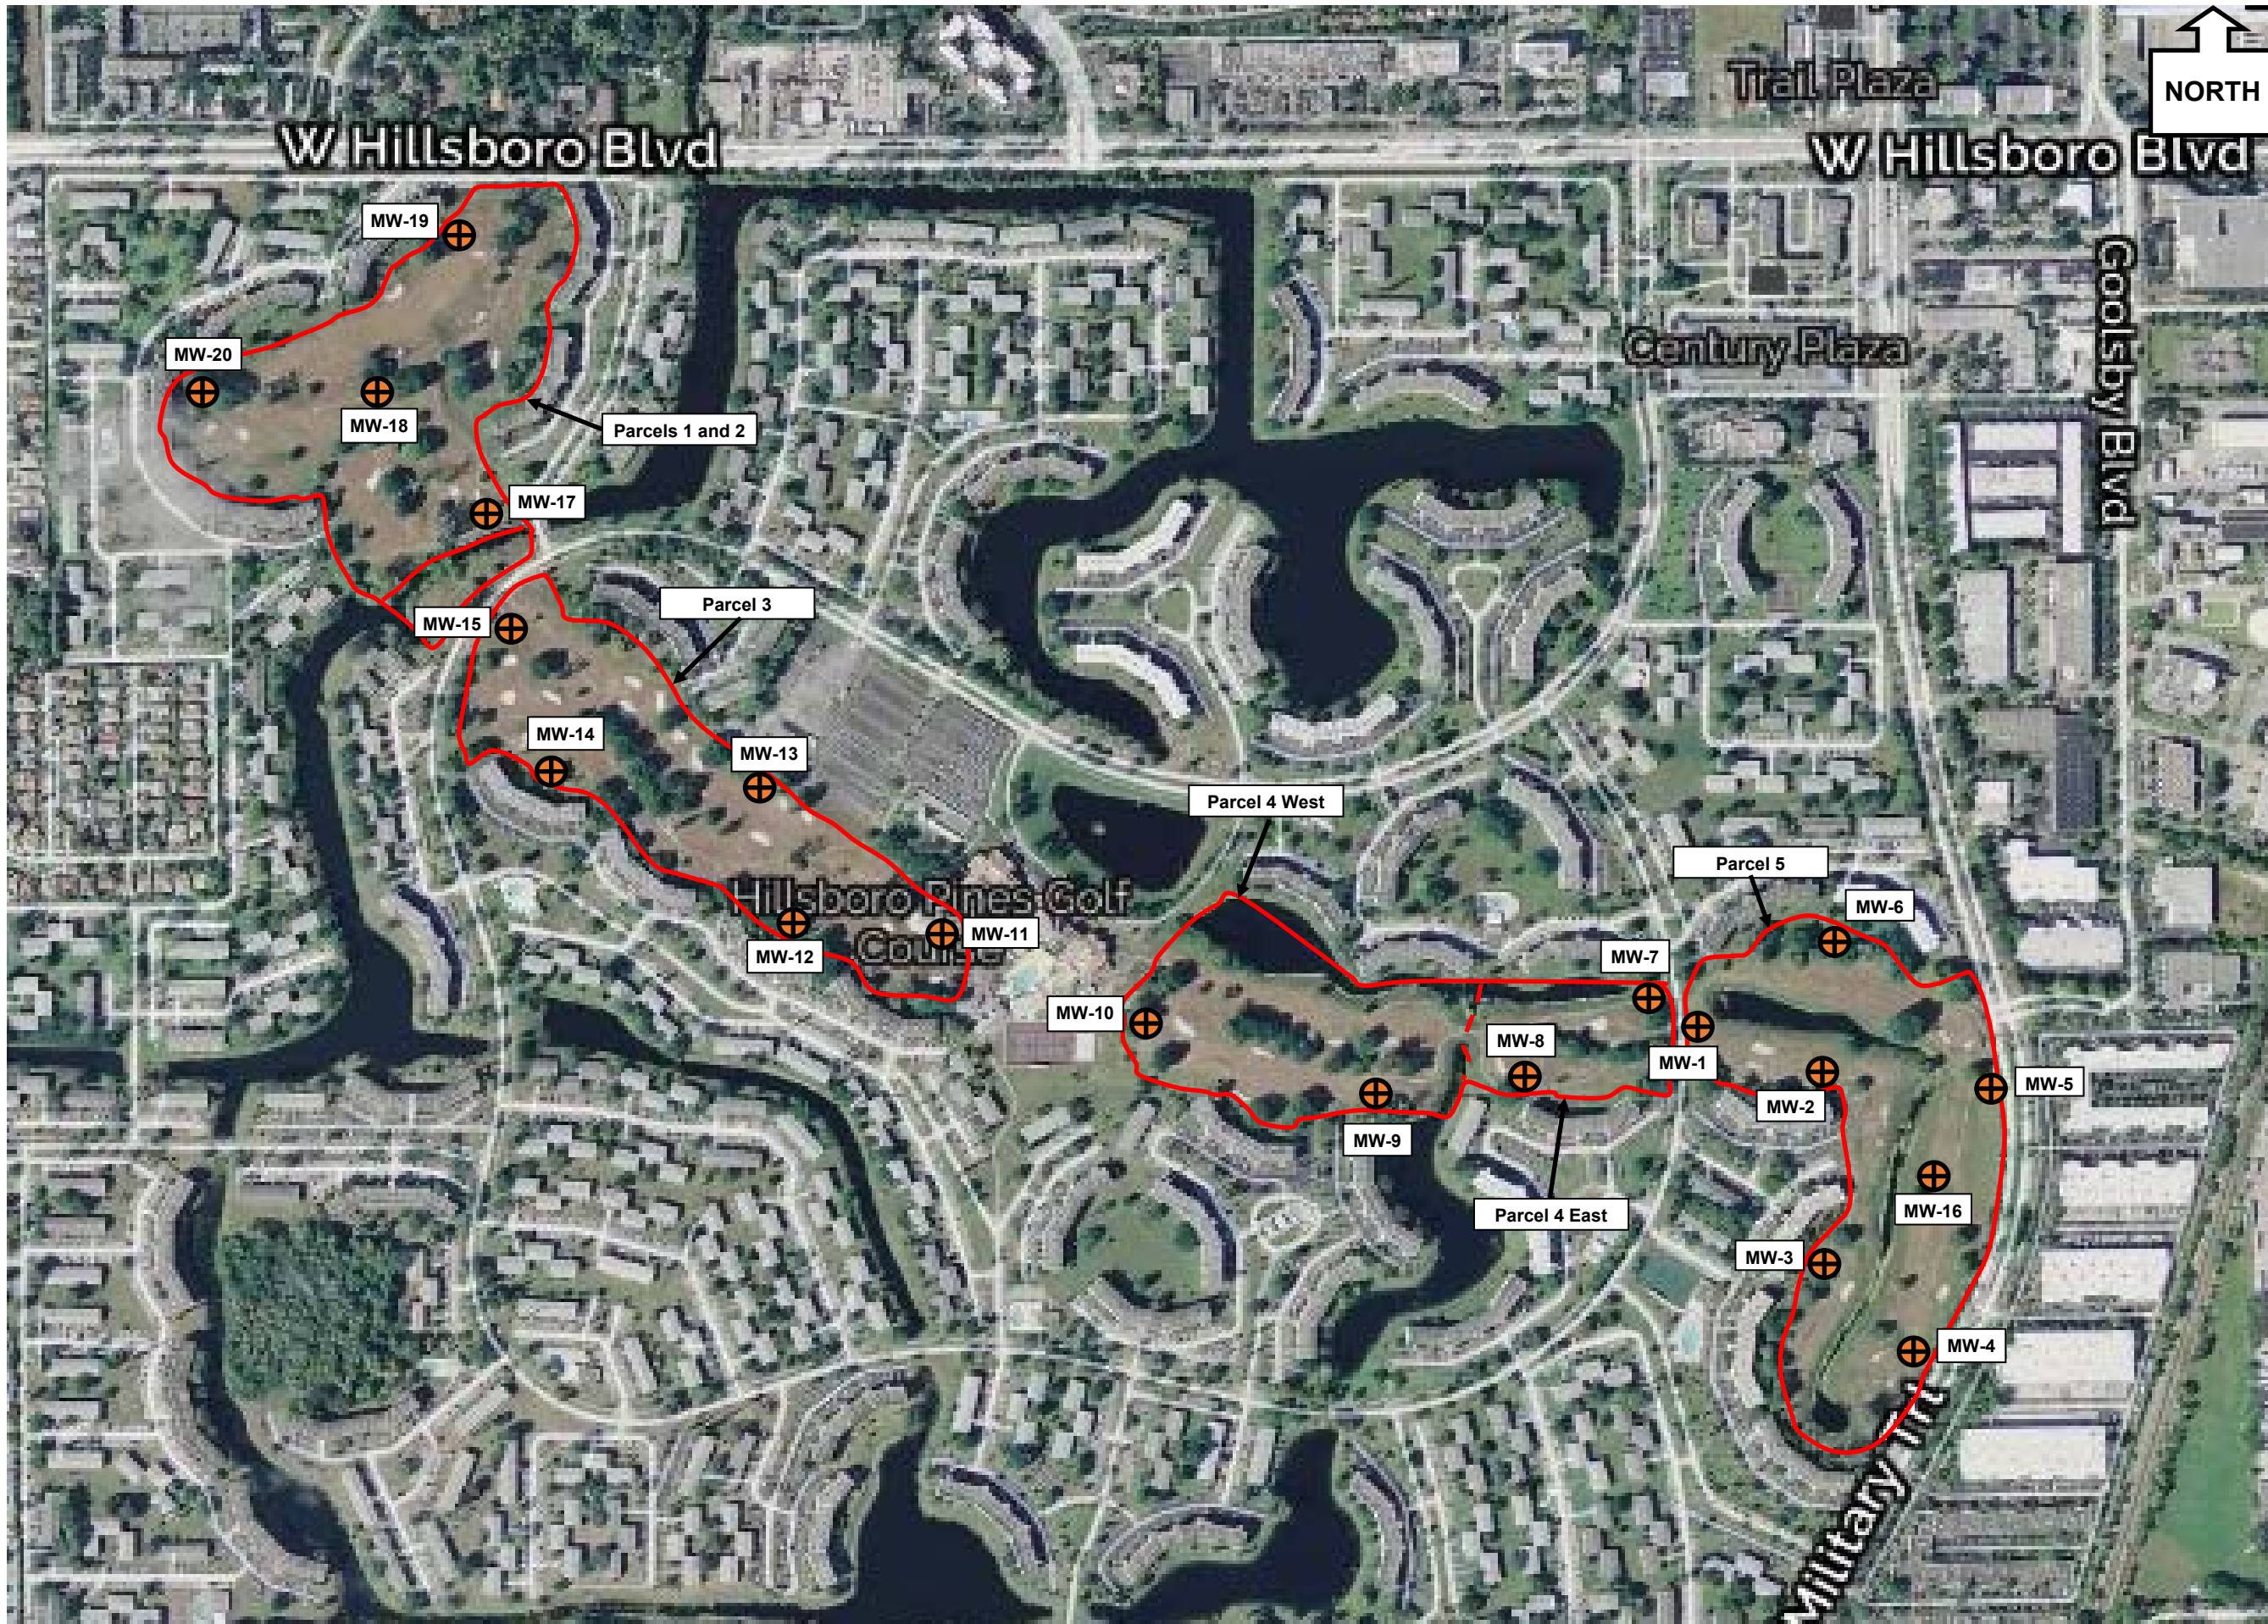 NORTH
Trail Plaza
W Hillsboro Blvd
W Hillsboro Blvd
MW-19
Goolsby Blvd
MW-20
Century Plaza
MW-18
Parcels 1 and 2
MW-17
Parcel 3
MW-15
MW-14
MW-13
Parcel 4 West
Parcel 5
Hillsboro Pines Golf
Course
MW-6
MW-11
MW-12
MW-7
MW-10
MW-8
MW-1
MW-5
MW-2
MW-9
MW-16
Parcel 4 East
MW-3
MW-4
Military Trl